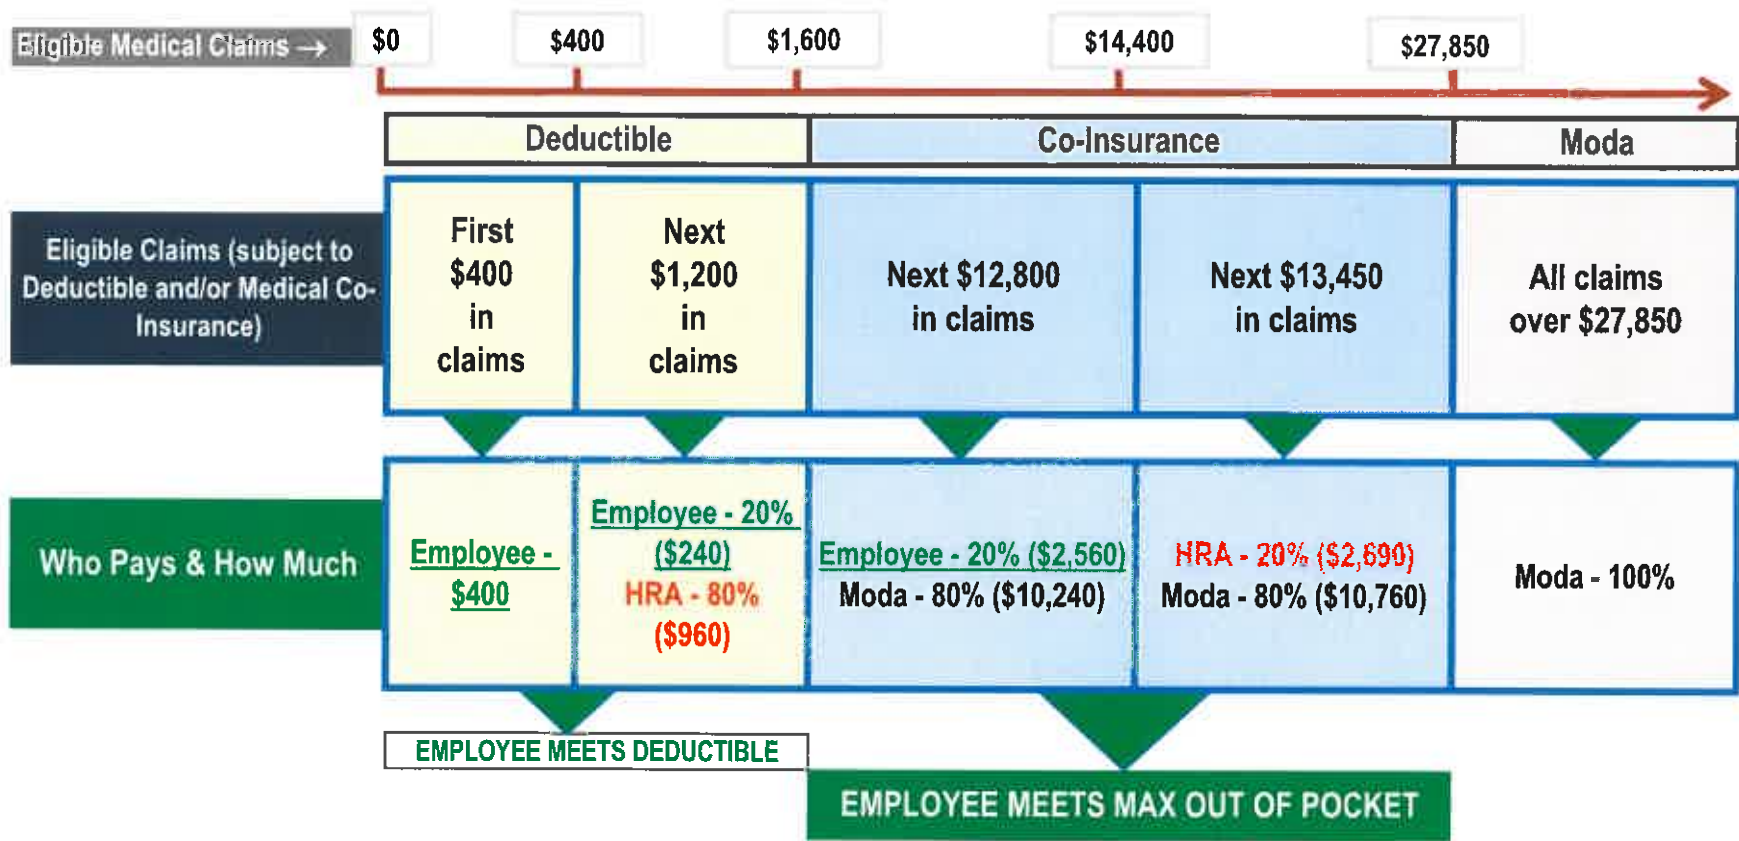 Eligible Medical Claims →
$0
$400
$1,600
$14,400
$27,850
Deductible
Co-Insurance
Moda
Eligible Claims (subject to
Deductible and/or Medical Co-
Insurance)
First
$400
in
claims
Next
$1,200
in
claims
Next $12,800
in claims
Next $13,450
in claims
All claims
over $27,850
Who Pays & How Much
Employee -
$400
Employee - 20%
($240)
HRA - 80%
($960)
Employee - 20% ($2,560)
Moda - 80% ($10,240)
HRA - 20% ($2,690)
Moda - 80% ($10,760)
Moda - 100%
EMPLOYEE MEETS DEDUCTIBLE
EMPLOYEE MEETS MAX OUT OF POCKET